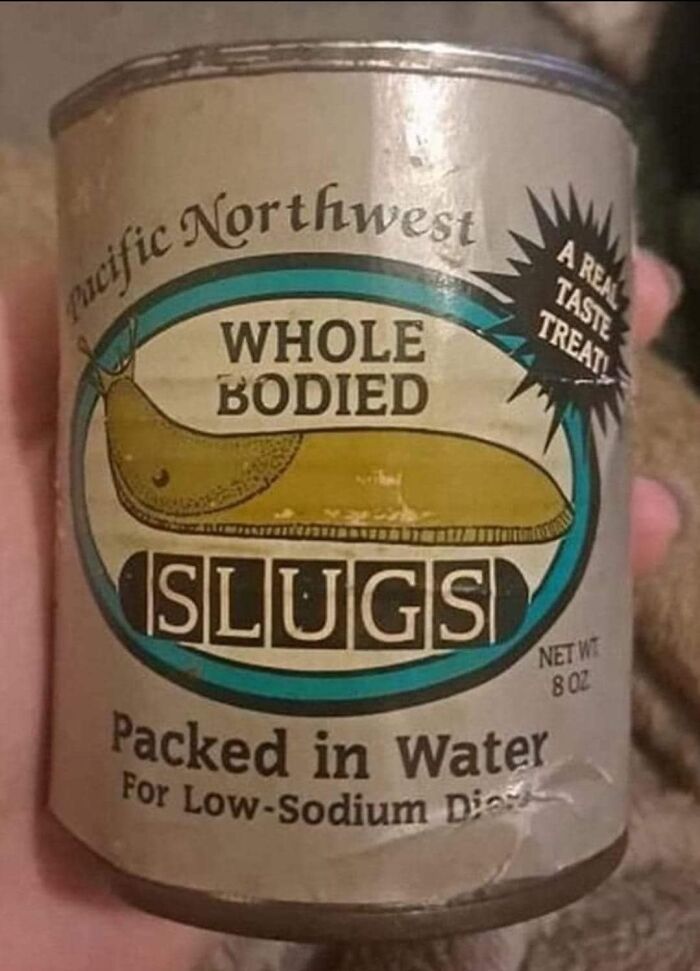 Pacific Northwest
A REAL
TASTE
TREAT!
WHOLE
BODIED
SLUGS
NET WT
8 OZ
Packed in Water
For Low-Sodium